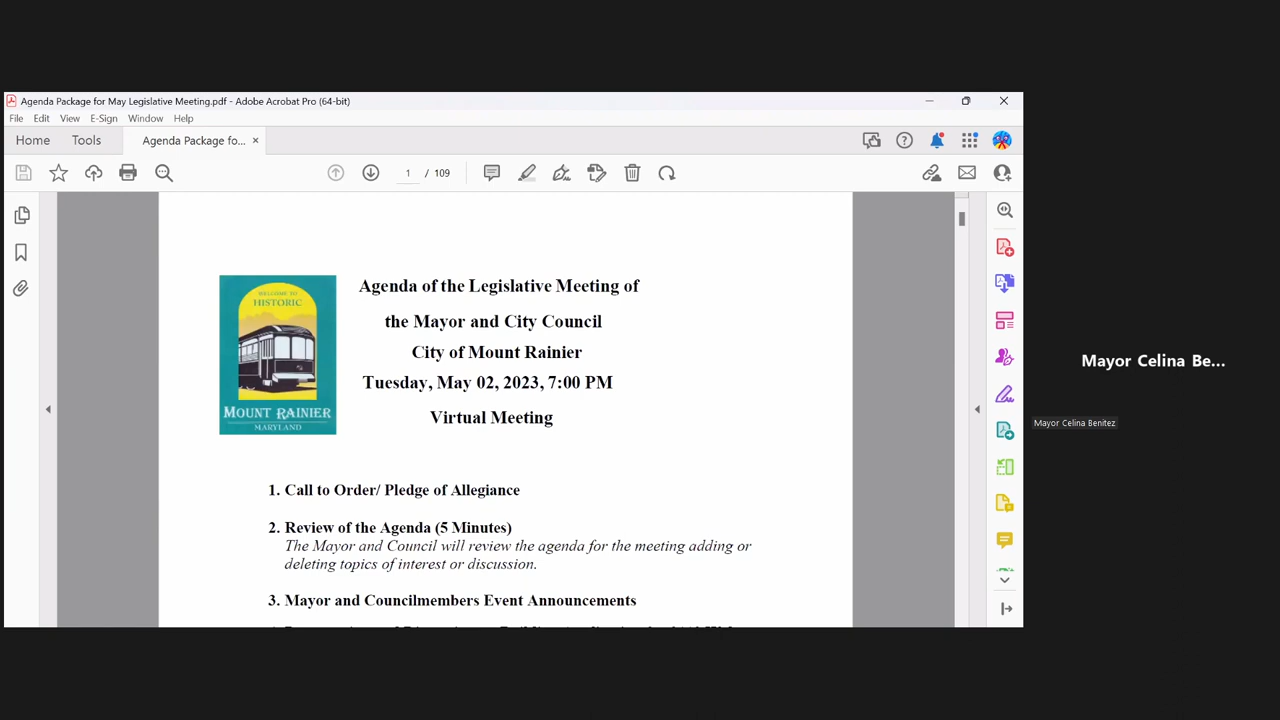 Agenda Package for May Legislative Meeting.pdf - Adobe Acrobat Pro (64-bit)
File Edit View E-Sign Window Help
Home Tools Agenda Package fo... ×
1 / 109
WELCOME TO
HISTORIC
MOUNT RAINIER
MARYLAND
Agenda of the Legislative Meeting of
the Mayor and City Council
City of Mount Rainier
Tuesday, May 02, 2023, 7:00 PM
Virtual Meeting
1. Call to Order/ Pledge of Allegiance
2. Review of the Agenda (5 Minutes)
The Mayor and Council will review the agenda for the meeting adding or
deleting topics of interest or discussion.
3. Mayor and Councilmembers Event Announcements
Mayor Celina Be...
Mayor Celina Benitez